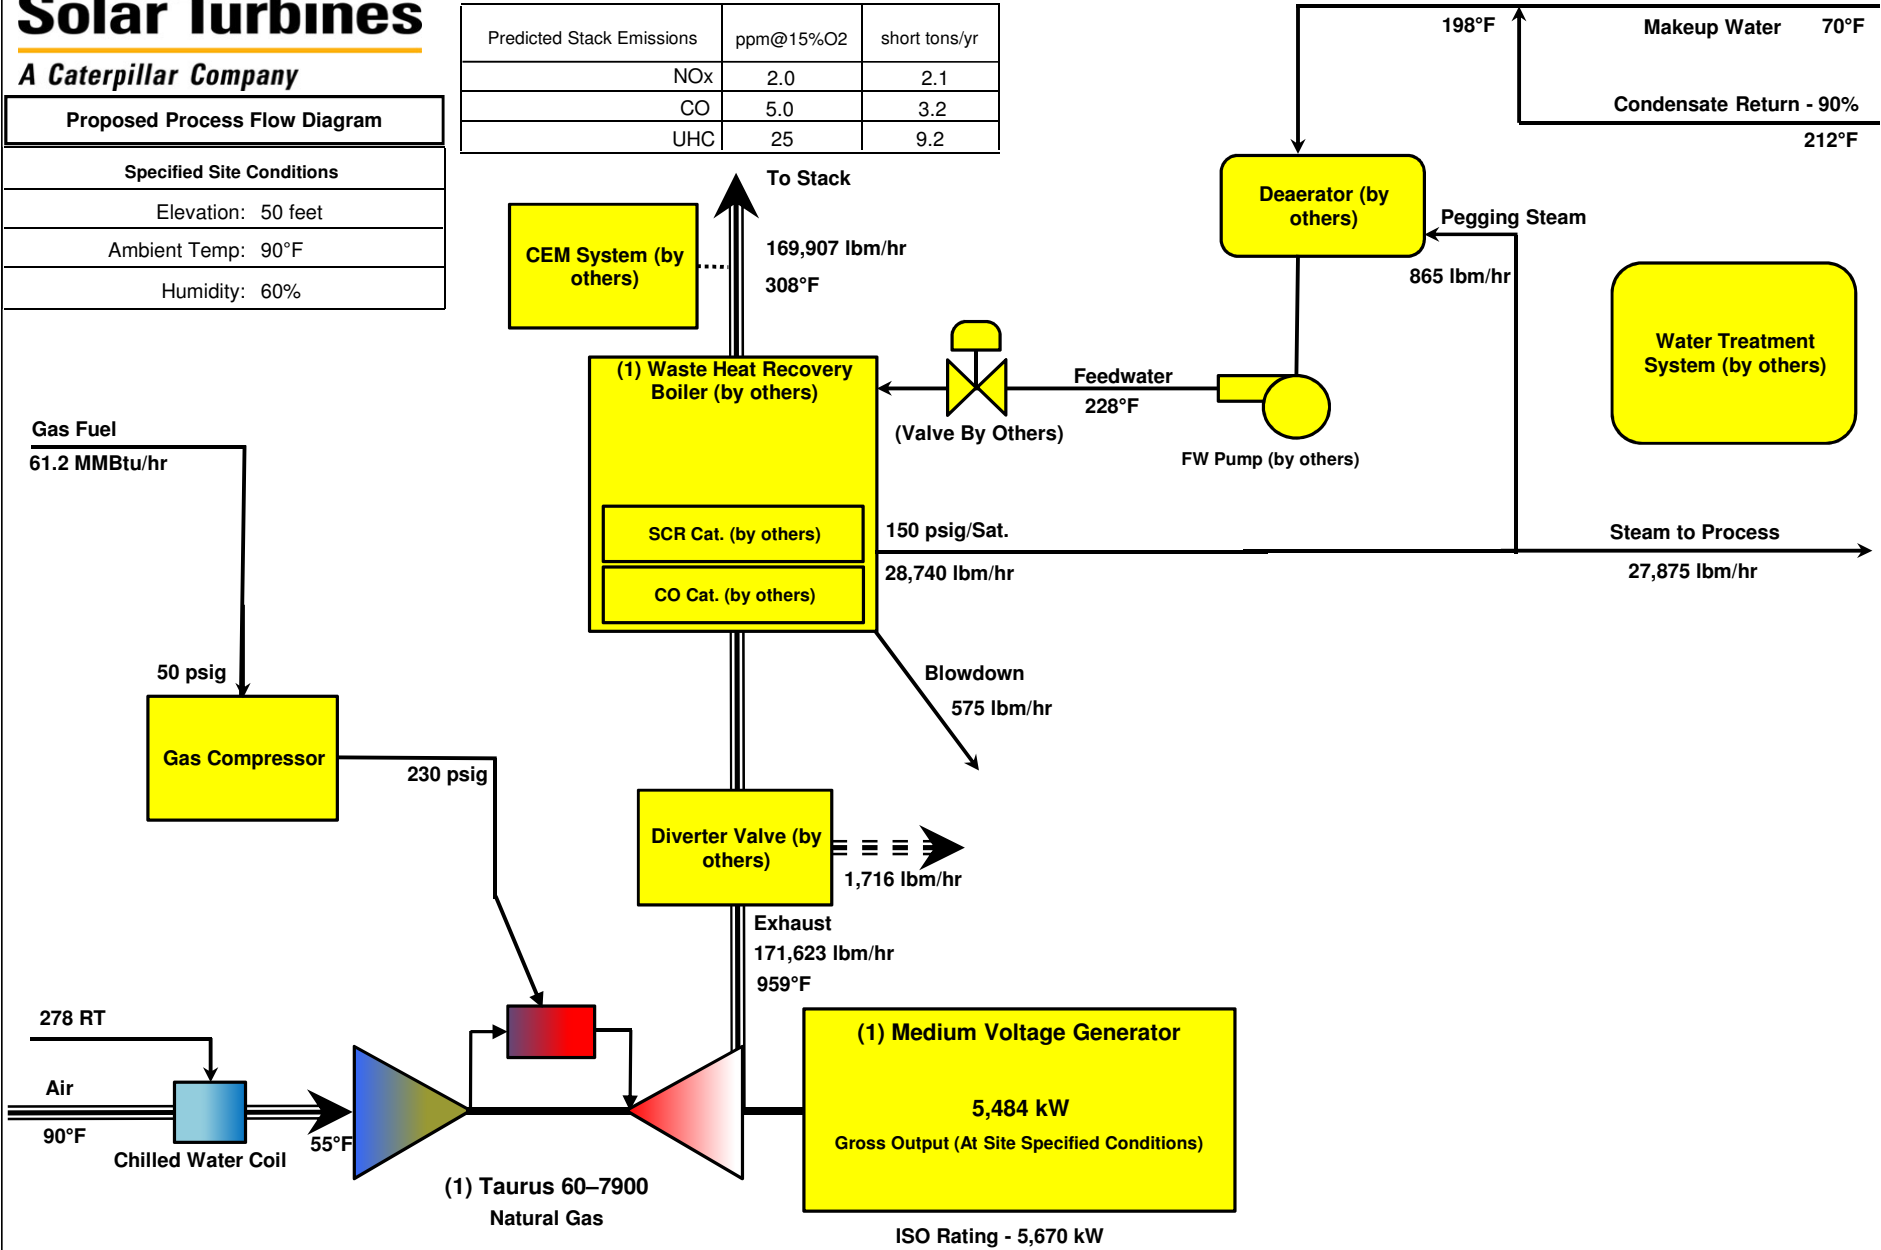 Solar Turbines
A Caterpillar Company
Proposed Process Flow Diagram
Specified Site Conditions
Elevation: 50 feet
Ambient Temp: 90°F
Humidity: 60%
Predicted Stack Emissions ppm@15%O2 short tons/yr
NOx 2.0 2.1
CO 5.0 3.2
UHC 25 9.2
198°F
Makeup Water 70°F
Condensate Return - 90%
212°F
To Stack
169,907 lbm/hr
308°F
CEM System (by
others)
Deaerator (by
others)
Pegging Steam
865 lbm/hr
Water Treatment
System (by others)
(1) Waste Heat Recovery
Boiler (by others)
Feedwater
228°F
(Valve By Others)
FW Pump (by others)
Gas Fuel
61.2 MMBtu/hr
SCR Cat. (by others)
CO Cat. (by others)
150 psig/Sat.
28,740 lbm/hr
Steam to Process
27,875 lbm/hr
Blowdown
575 lbm/hr
50 psig
Gas Compressor
230 psig
Diverter Valve (by
others)
1,716 lbm/hr
Exhaust
171,623 lbm/hr
959°F
278 RT
Air
90°F
Chilled Water Coil
55°F
(1) Taurus 60–7900
Natural Gas
(1) Medium Voltage Generator
5,484 kW
Gross Output (At Site Specified Conditions)
ISO Rating - 5,670 kW